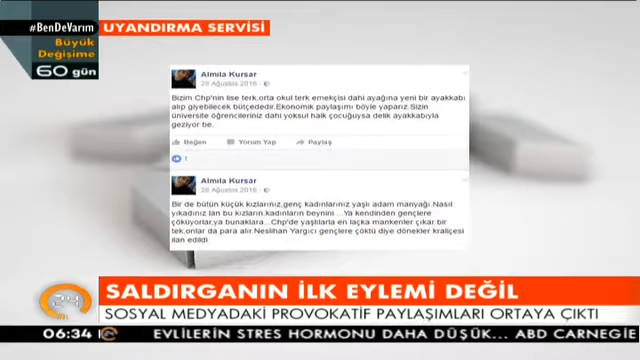 #BenDeVarım
Büyük
Değişime
60 gün
UYANDIRMA SERVİSİ
Almila Kursar
28 Ağustos 2016
Bizim Chp'nin lise terk,orta okul terk emekçisi dahi ayağına yeni bir ayakkabı
alıp giyebilecek bütçededir.Ekonomik paylaşımı böyle yaparız.Sizin
üniversite öğrencileriniz dahi yoksul halk çocuğuysa delik ayakkabıyla
geziyor be.
Beğen Yorum Yap Paylaş
1
Almila Kursar
28 Ağustos 2016
Bir de bütün küçük kızlarınız,genç kadınlarınız yaşlı adam manyağı.Nasıl
yıkadınız lan bu kızların,kadınların beynini ...Ya kendinden gençlere
çöküyorlar,ya bunaklara...Chp'de yaşlılarla en laçka mankenler çıkar bir
tek,onlar da para alır.Neslihan Yargıcı gençlere çöktü diye dönekler kraliçesi
ilan edildi
24
SALDIRGANIN İLK EYLEMİ DEĞİL
SOSYAL MEDYADAKİ PROVOKATİF PAYLAŞIMLARI ORTAYA ÇIKTI
06:34 EVLİLERİN STRES HORMONU DAHA DÜŞÜK... ABD CARNEGIE